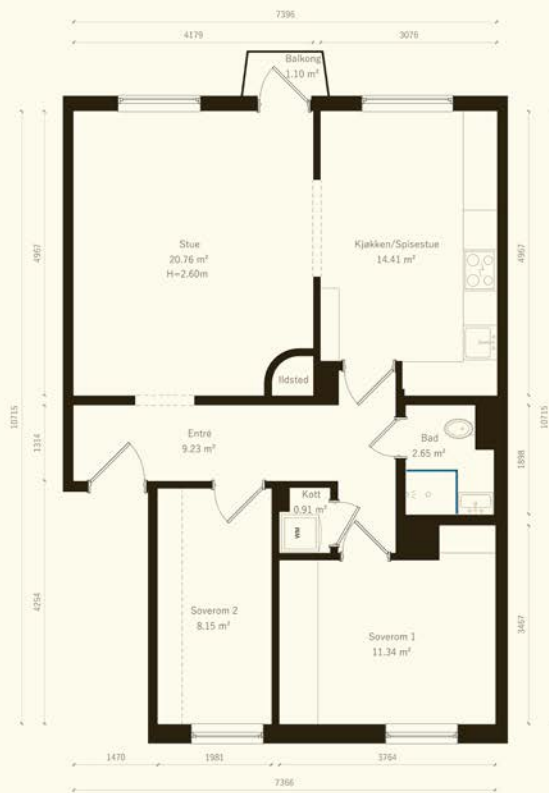 7396
4179
3076
Balkong
1.10 m²
Stue
20.76 m²
H=2.60m
Kjøkken/Spisestue
14.41 m²
Ildsted
4967
4967
10715
10715
1314
1898
Entré
9.23 m²
Bad
2.65 m²
Kott
0.91 m²
WM
Soverom 2
8.15 m²
Soverom 1
11.34 m²
4254
3467
1470
1981
3764
7366